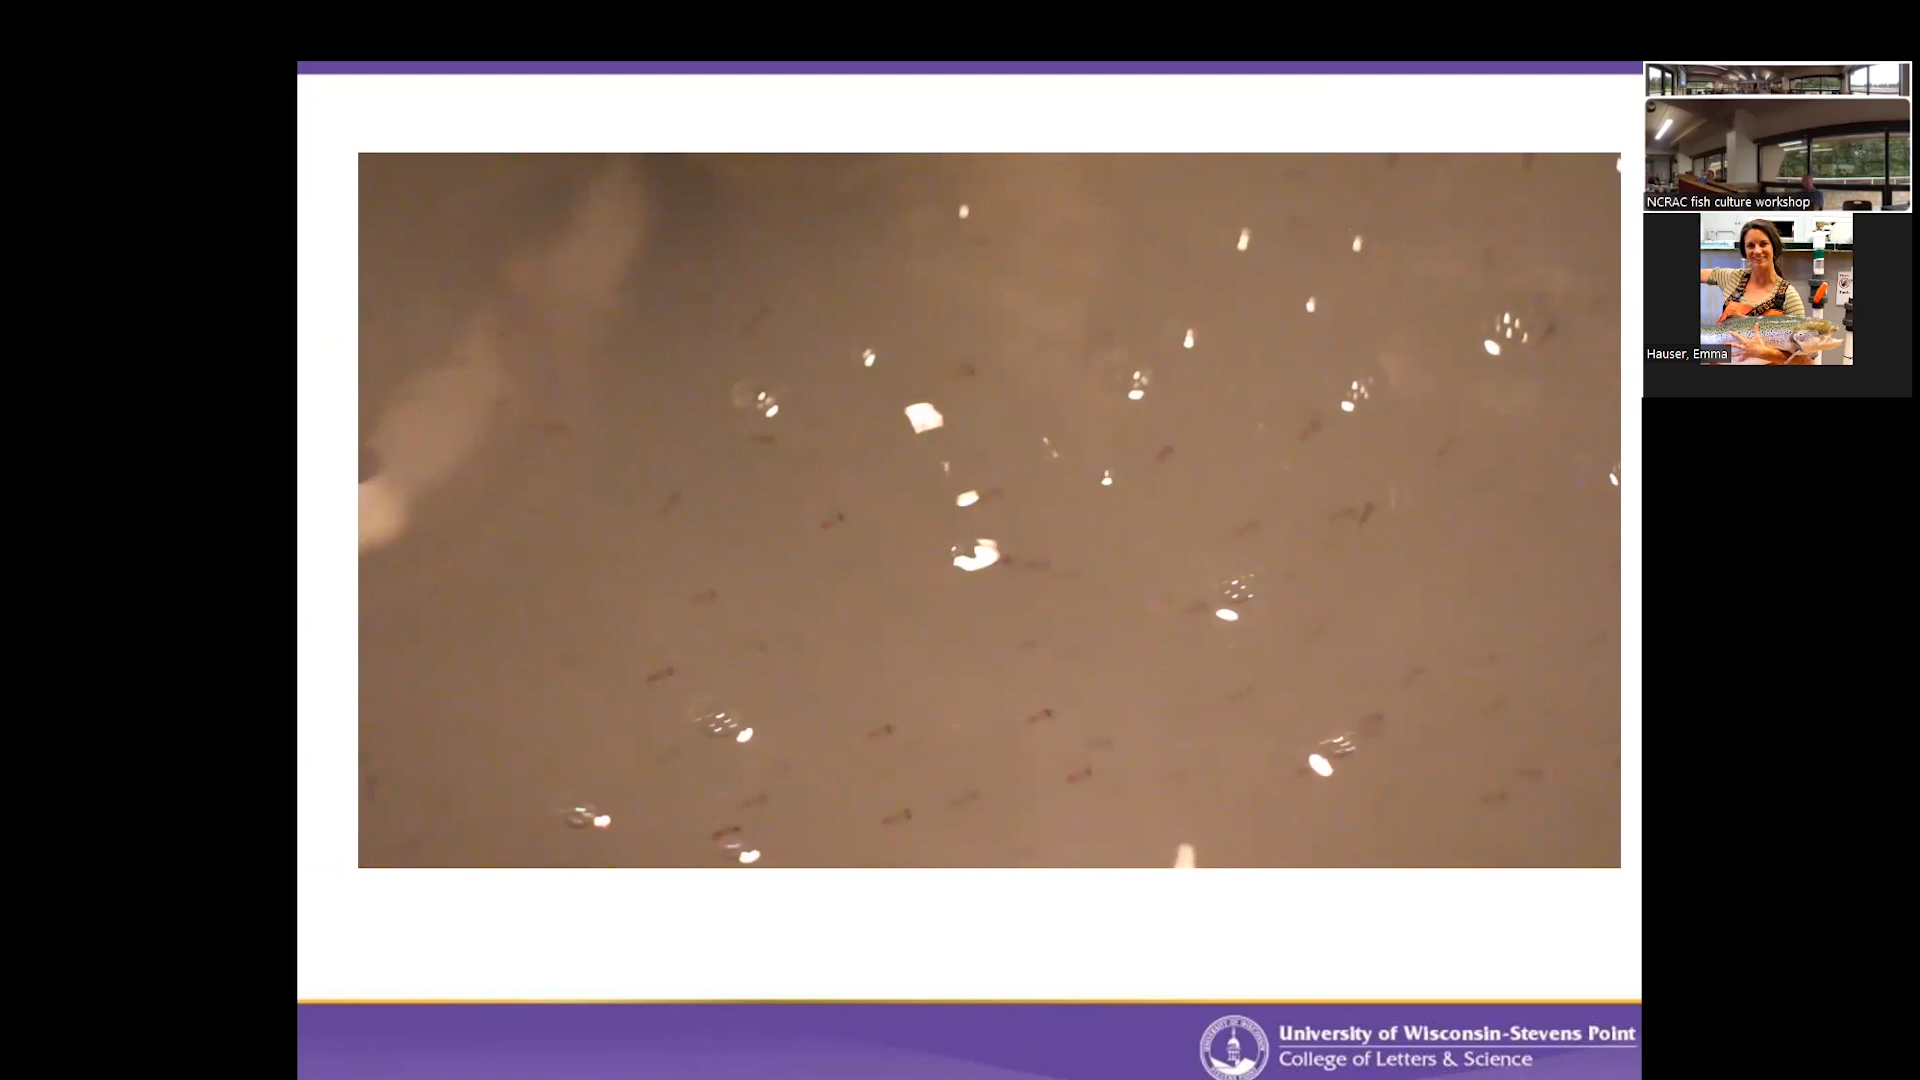 NCRAC fish culture workshop
Hauser, Emma
University of Wisconsin-Stevens Point
College of Letters & Science